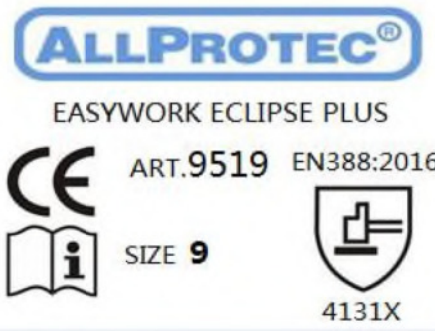 ALLPROTEC®
EASYWORK ECLIPSE PLUS
CE ART.9519 EN388:2016
i SIZE 9
4131X